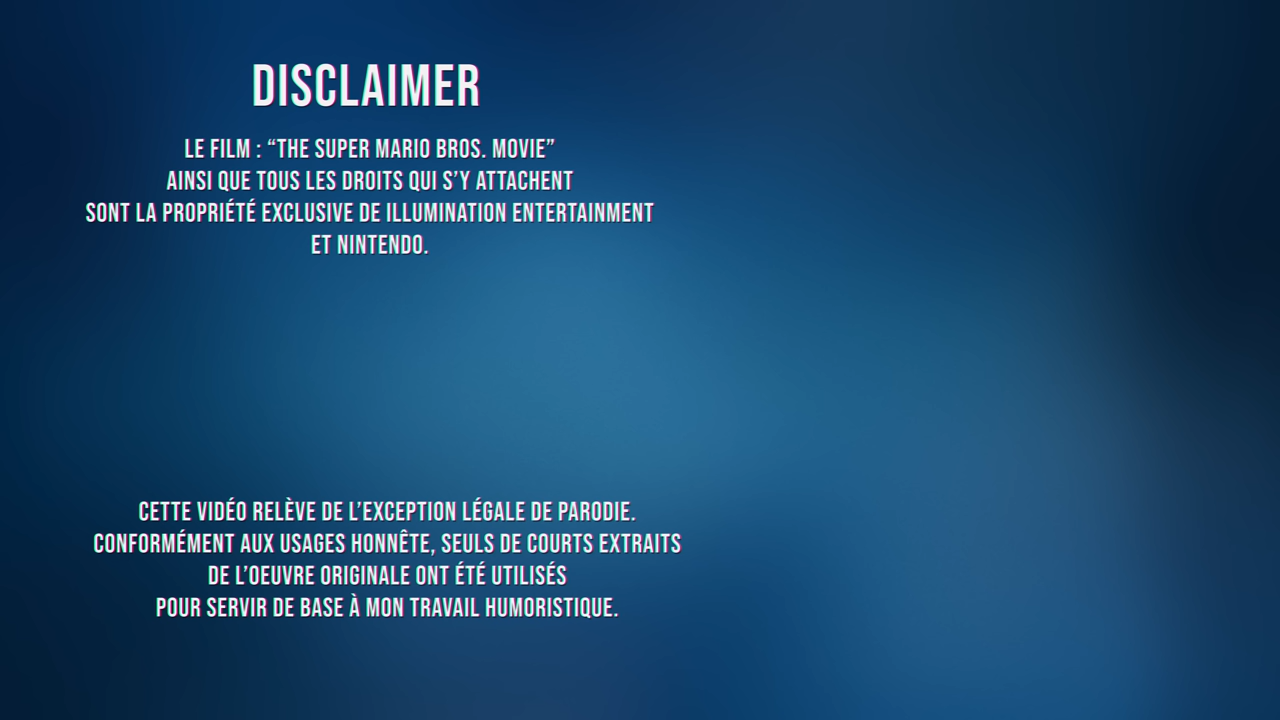 DISCLAIMER
LE FILM : “THE SUPER MARIO BROS. MOVIE”
AINSI QUE TOUS LES DROITS QUI S’Y ATTACHENT
SONT LA PROPRIÉTÉ EXCLUSIVE DE ILLUMINATION ENTERTAINMENT
ET NINTENDO.
CETTE VIDÉO RELÈVE DE L’EXCEPTION LÉGALE DE PARODIE.
CONFORMÉMENT AUX USAGES HONNÊTE, SEULS DE COURTS EXTRAITS
DE L’OEUVRE ORIGINALE ONT ÉTÉ UTILISÉS
POUR SERVIR DE BASE À MON TRAVAIL HUMORISTIQUE.